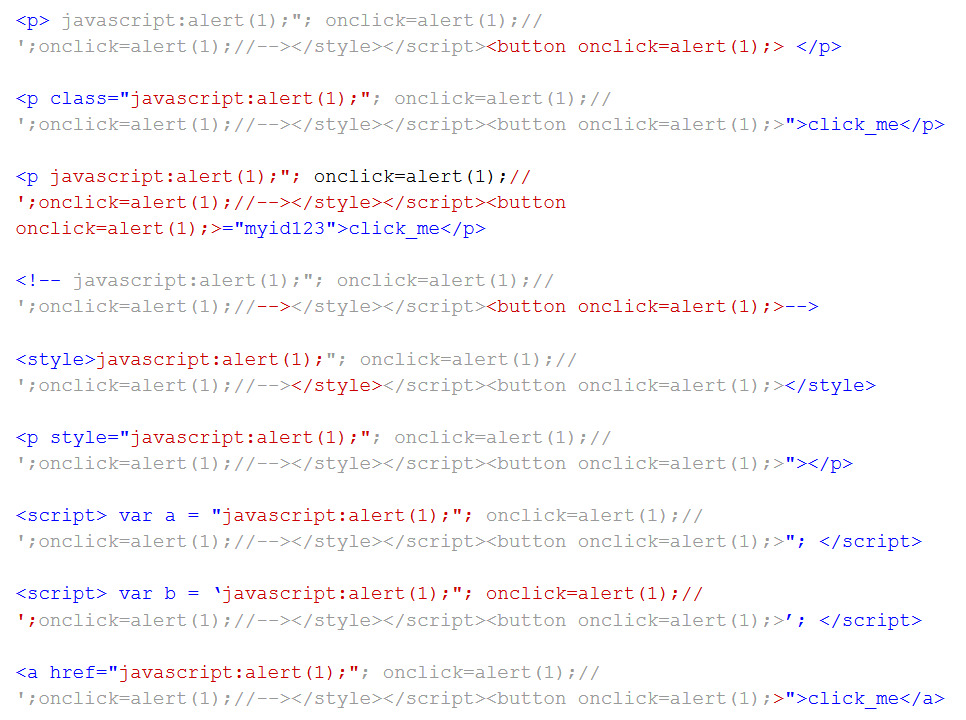 <p> javascript:alert(1);"; onclick=alert(1);//
';onclick=alert(1);//--></style></script><button onclick=alert(1);> </p>
<p class="javascript:alert(1);"; onclick=alert(1);//
';onclick=alert(1);//--></style></script><button onclick=alert(1);>">click_me</p>
<p javascript:alert(1);"; onclick=alert(1);//
';onclick=alert(1);//--></style></script><button
onclick=alert(1);>="myid123">click_me</p>
<!-- javascript:alert(1);"; onclick=alert(1);//
';onclick=alert(1);//--></style></script><button onclick=alert(1);>-->
<style>javascript:alert(1);"; onclick=alert(1);//
';onclick=alert(1);//--></style></script><button onclick=alert(1);></style>
<p style="javascript:alert(1);"; onclick=alert(1);//
';onclick=alert(1);//--></style></script><button onclick=alert(1);>"></p>
<script> var a = "javascript:alert(1);"; onclick=alert(1);//
';onclick=alert(1);//--></style></script><button onclick=alert(1);>"; </script>
<script> var b = ‘javascript:alert(1);"; onclick=alert(1);//
';onclick=alert(1);//--></style></script><button onclick=alert(1);>’; </script>
<a href="javascript:alert(1);"; onclick=alert(1);//
';onclick=alert(1);//--></style></script><button onclick=alert(1);>">click_me</a>